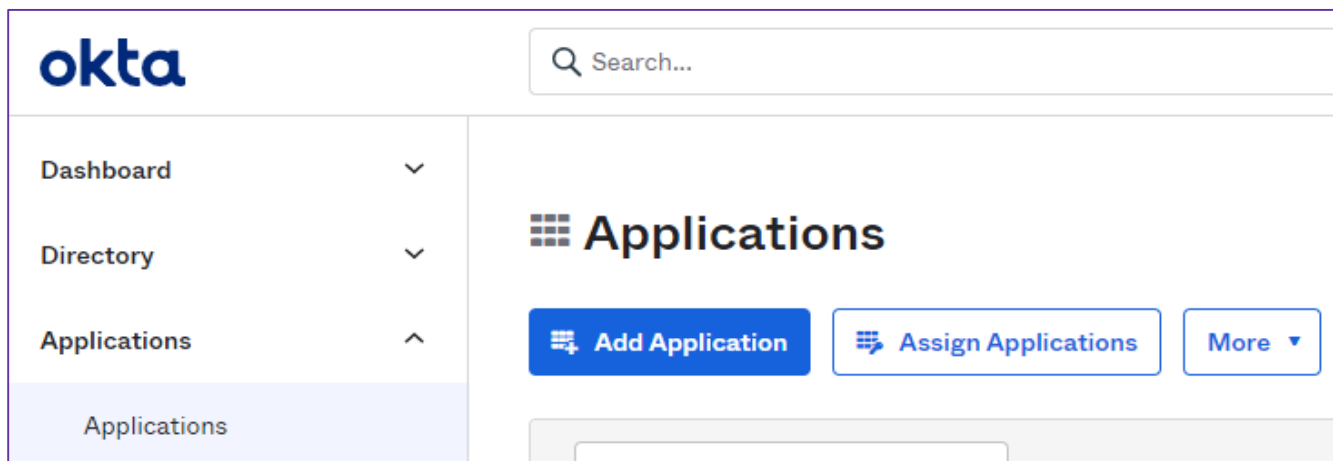 okta
Search...
Dashboard
Directory
Applications
Applications
Applications
Add Application
Assign Applications
More